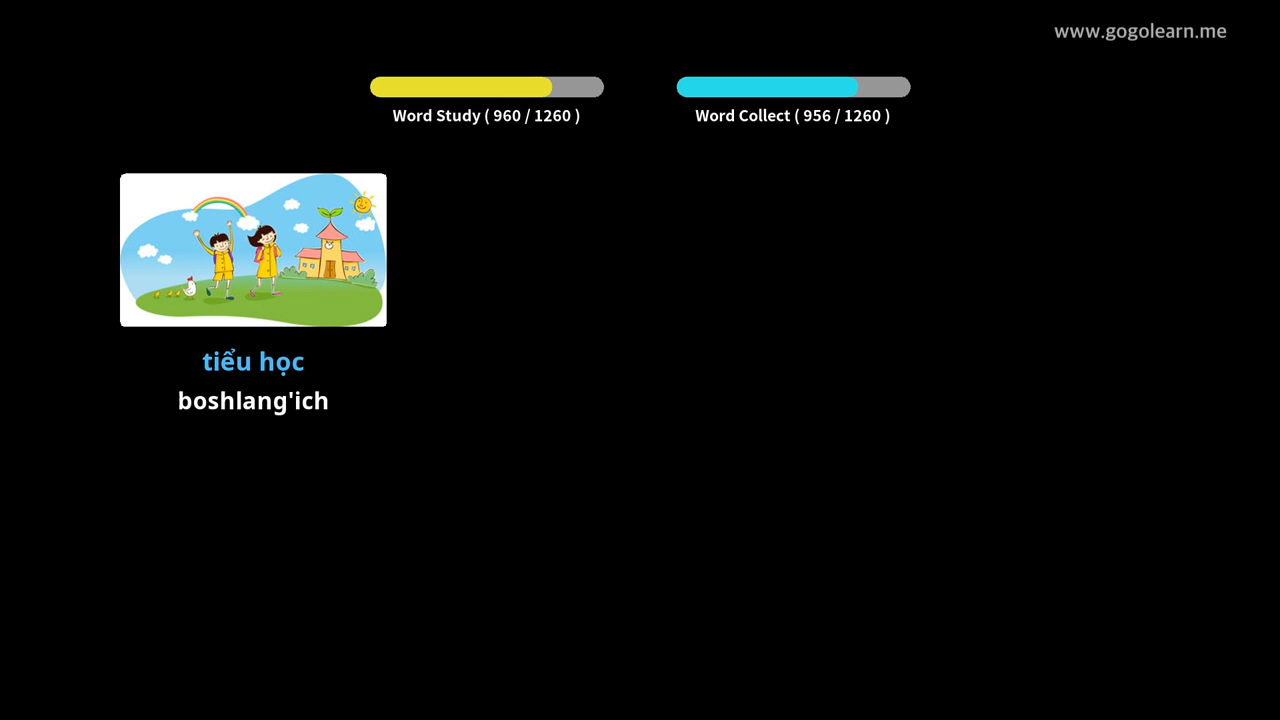 www.gogolearn.me
Word Study ( 960 / 1260 )
Word Collect ( 956 / 1260 )
tiểu học
boshlang'ich